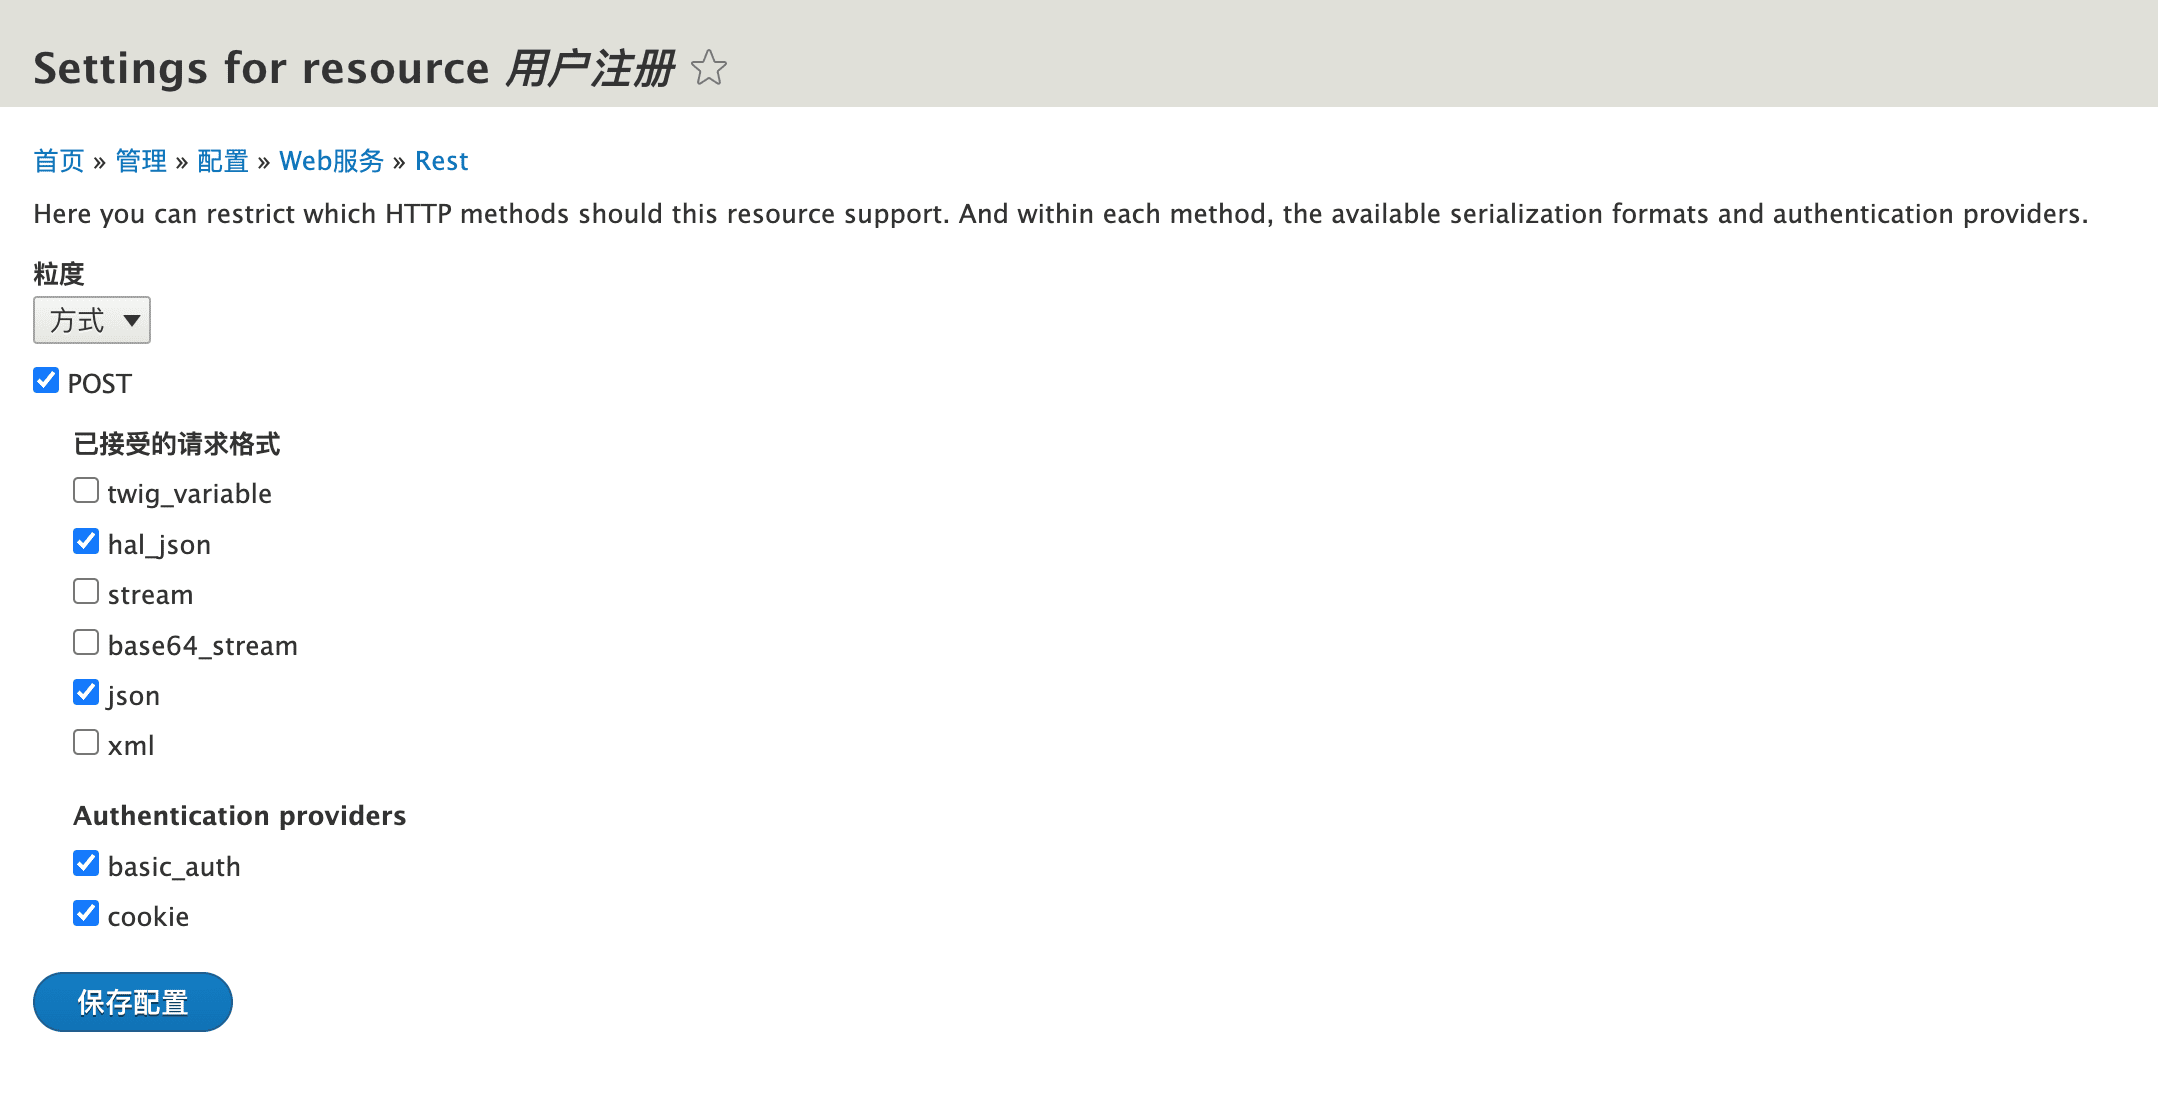 Settings for resource 用户注册
首页 » 管理 » 配置 » Web服务 » Rest
Here you can restrict which HTTP methods should this resource support. And within each method, the available serialization formats and authentication providers.
粒度
方式
POST
已接受的请求格式
twig_variable
hal_json
stream
base64_stream
json
xml
Authentication providers
basic_auth
cookie
保存配置